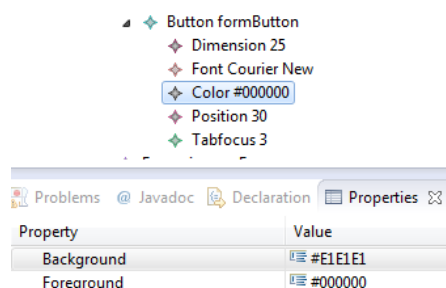 Button formButton
Dimension 25
Font Courier New
Color #000000
Position 30
Tabfocus 3
Problems @ Javadoc Declaration Properties
Property Value
Background #E1E1E1
Foreground #000000